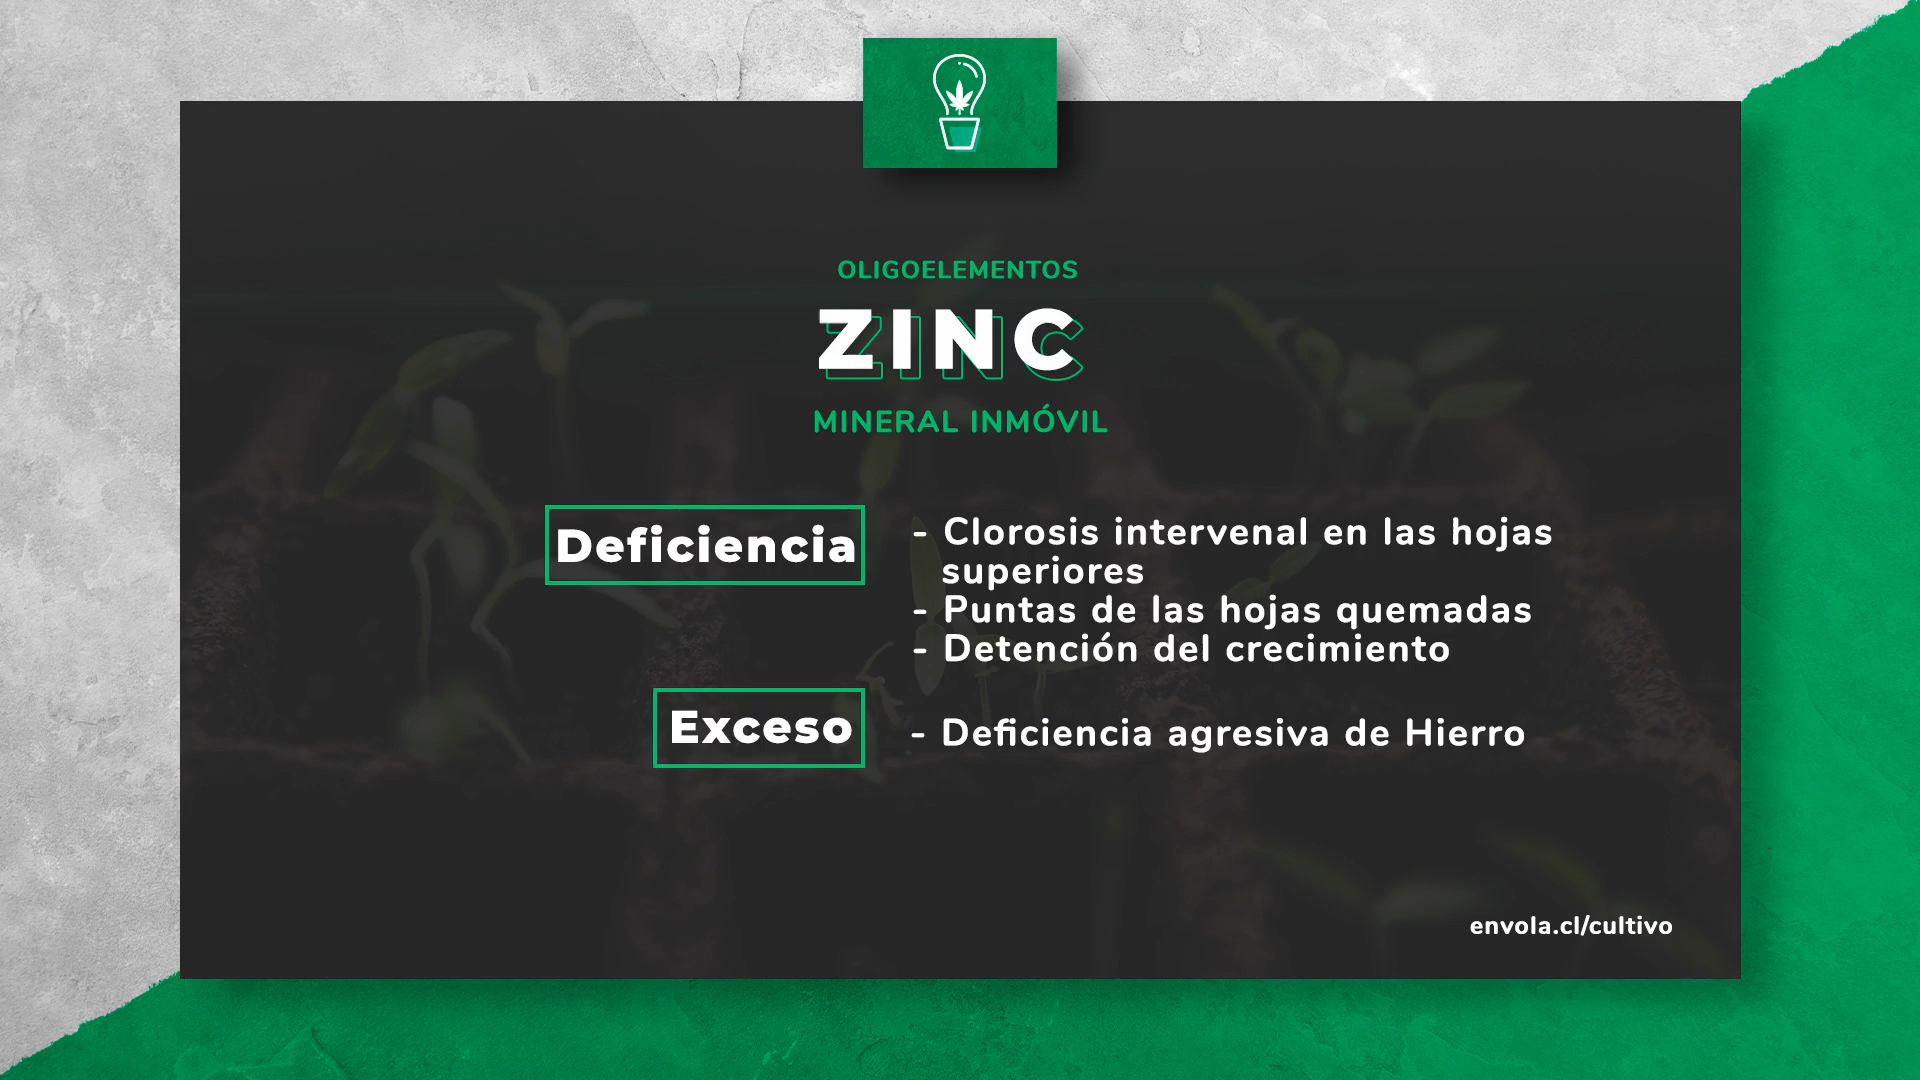 OLIGOELEMENTOS
ZINC
MINERAL INMÓVIL
Deficiencia
- Clorosis intervenal en las hojas
superiores
- Puntas de las hojas quemadas
- Detención del crecimiento
Exceso
- Deficiencia agresiva de Hierro
envola.cl/cultivo